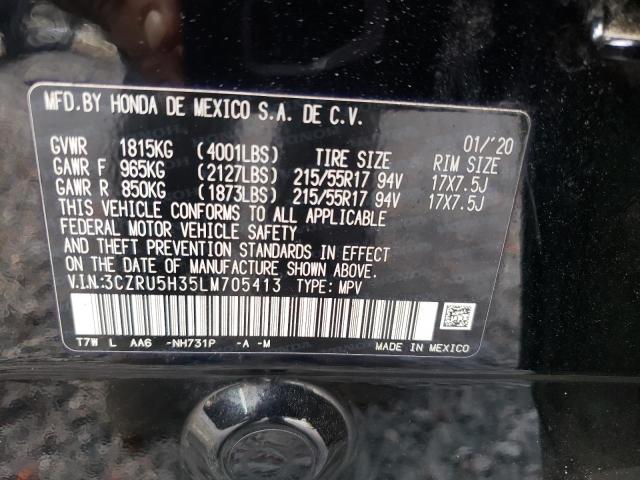 MFD.BY HONDA DE MEXICO S.A. DE C.V.
01/'20
GVWR 1815KG (4001LBS) TIRE SIZE RIM SIZE
GAWR F 965KG (2127LBS) 215/55R17 94V 17X7.5J
GAWR R 850KG (1873LBS) 215/55R17 94V 17X7.5J
THIS VEHICLE CONFORMS TO ALL APPLICABLE
FEDERAL MOTOR VEHICLE SAFETY
AND THEFT PREVENTION STANDARDS IN EFFECT
ON THE DATE OF MANUFACTURE SHOWN ABOVE.
V.I.N:3CZRU5H35LM705413 TYPE: MPV
T7W L AA6 -NH731P -A -M MADE IN MEXICO